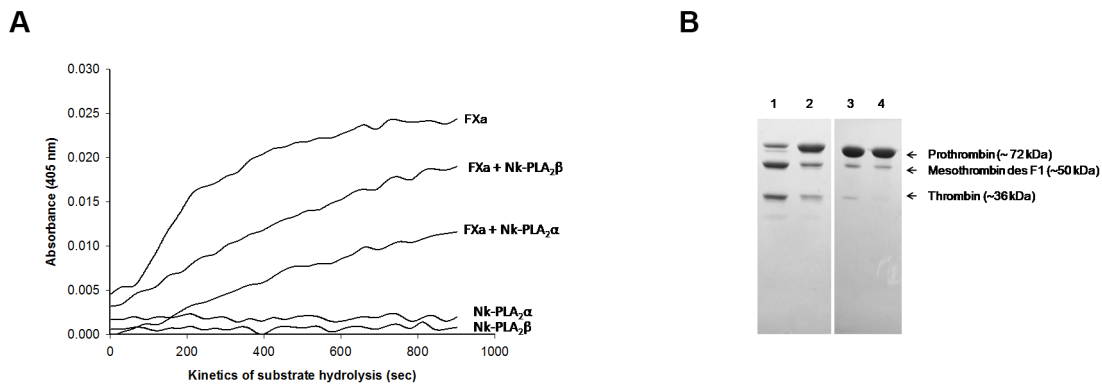 A
Absorbance (405 nm)
0.030
0.025
0.020
0.015
0.010
0.005
0.000
FXa
FXa + Nk-PLA₂β
FXa + Nk-PLA₂α
Nk-PLA₂α
Nk-PLA₂β
0 200 400 600 800 1000
Kinetics of substrate hydrolysis (sec)
B
1 2 3 4
Prothrombin (~ 72 kDa)
Mesothrombin des F1 (~50 kDa)
Thrombin (~36 kDa)